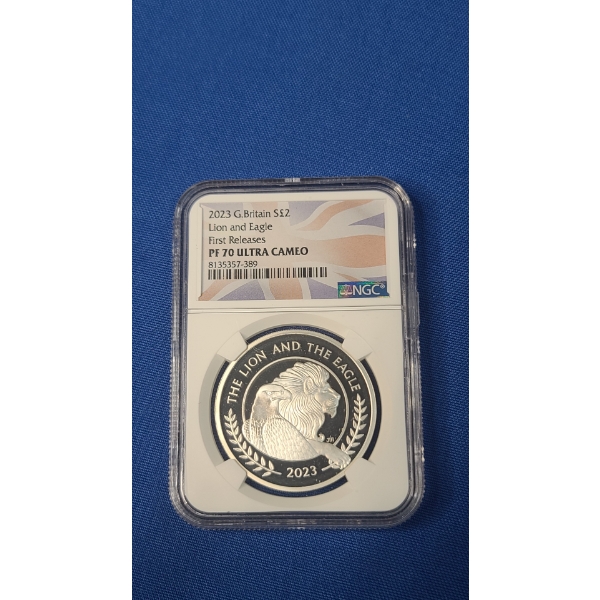 2023 G.Britain S£2
Lion and Eagle
First Releases
PF 70 ULTRA CAMEO
8135357-389
NGC
THE LION AND THE EAGLE
2023